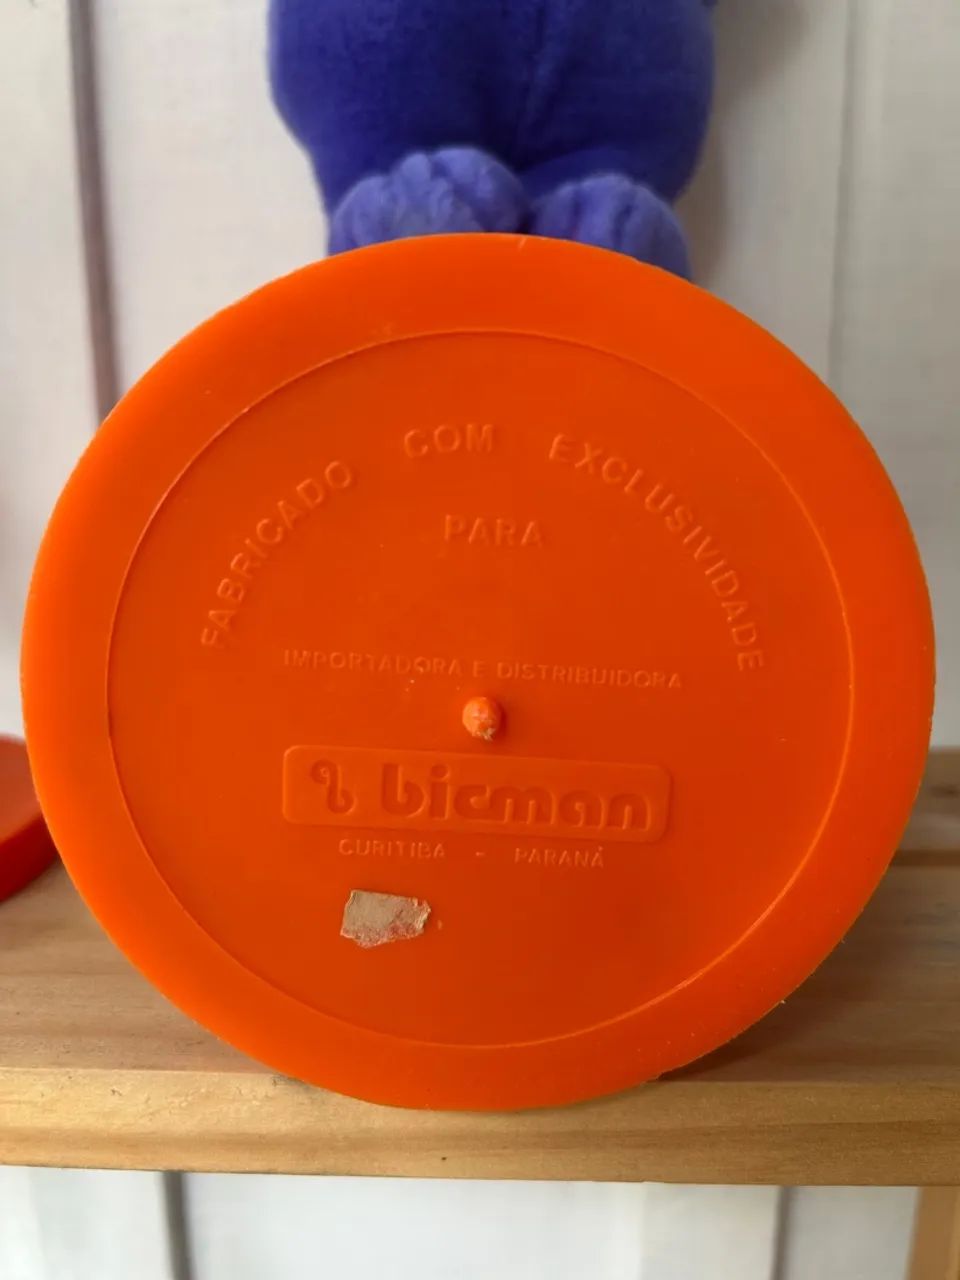 FABRICADO COM EXCLUSIVIDADE
PARA
IMPORTADORA E DISTRIBUIDORA
bicman
CURITIBA - PARANÁ